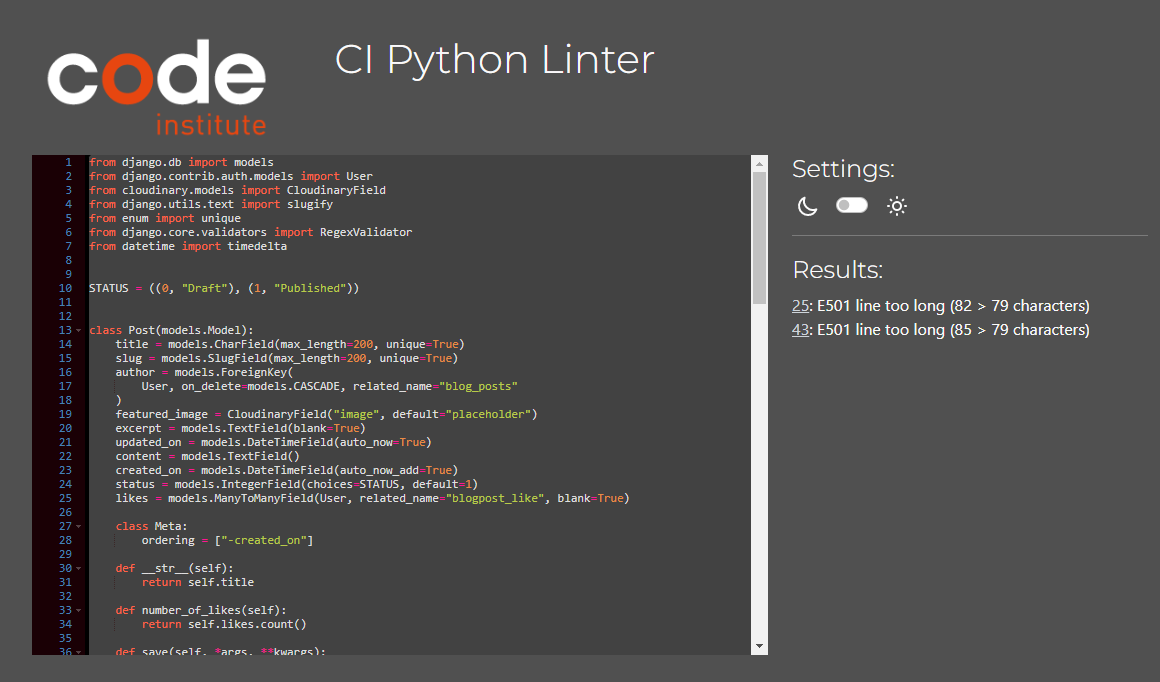 code
institute
CI Python Linter
1 from django.db import models
2 from django.contrib.auth.models import User
3 from cloudinary.models import CloudinaryField
4 from django.utils.text import slugify
5 from enum import unique
6 from django.core.validators import RegexValidator
7 from datetime import timedelta
8
9
10 STATUS = ((0, "Draft"), (1, "Published"))
11
12
13 class Post(models.Model):
14     title = models.CharField(max_length=200, unique=True)
15     slug = models.SlugField(max_length=200, unique=True)
16     author = models.ForeignKey(
17         User, on_delete=models.CASCADE, related_name="blog_posts"
18     )
19     featured_image = CloudinaryField("image", default="placeholder")
20     excerpt = models.TextField(blank=True)
21     updated_on = models.DateTimeField(auto_now=True)
22     content = models.TextField()
23     created_on = models.DateTimeField(auto_now_add=True)
24     status = models.IntegerField(choices=STATUS, default=1)
25     likes = models.ManyToManyField(User, related_name="blogpost_like", blank=True)
26
27     class Meta:
28         ordering = ["-created_on"]
29
30     def __str__(self):
31         return self.title
32
33     def number_of_likes(self):
34         return self.likes.count()
35
36     def save(self, *args, **kwargs):
Settings:
Results:
25: E501 line too long (82 > 79 characters)
43: E501 line too long (85 > 79 characters)